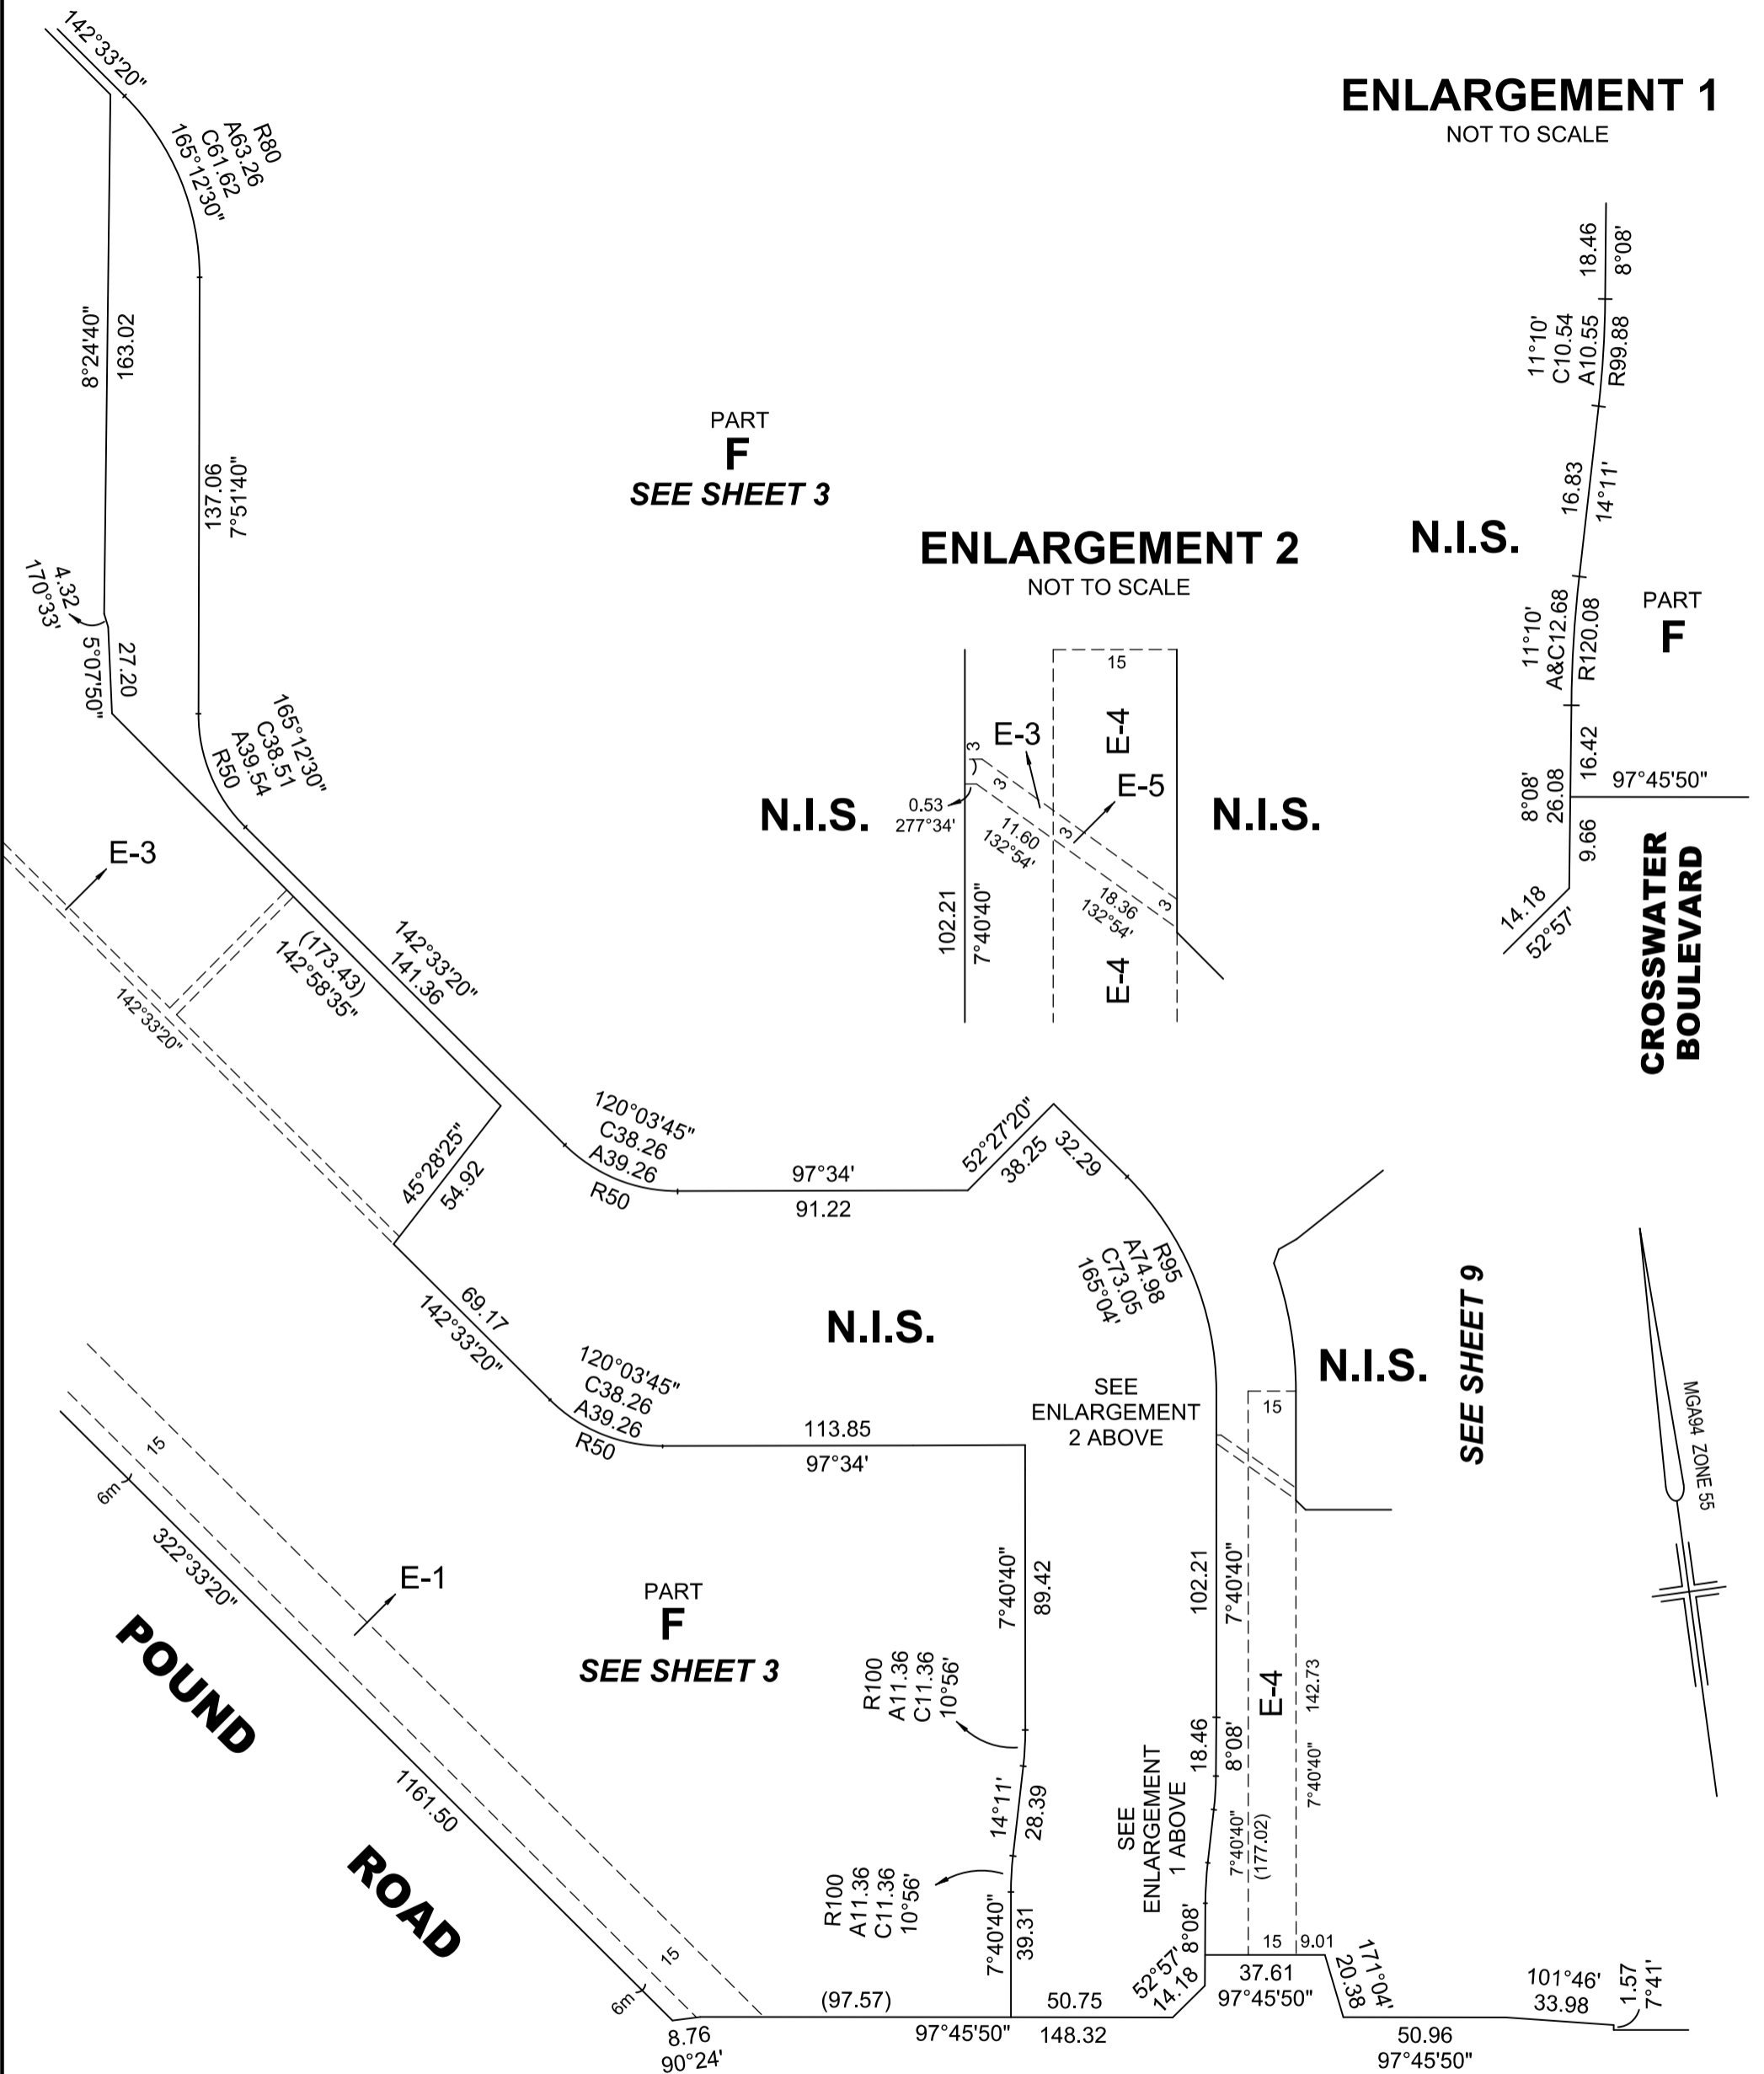 142°33'20"
R80
A63.26
C61.62
165°12'30"
8°24'40"
163.02
137.06
7°51'40"
4.32
170°33'
27.20
5°07'50"
165°12'30"
C38.51
A39.54
R50
PART
F
SEE SHEET 3
ENLARGEMENT 1
NOT TO SCALE
18.46
8°08'
11°10'
C10.54
A10.55
R99.88
16.83
14°11'
N.I.S.
11°10'
A&C12.68
R120.08
PART
F
16.42
8°08'
26.08
97°45'50"
9.66
14.18
52°57'
CROSSWATER
BOULEVARD
ENLARGEMENT 2
NOT TO SCALE
15
E-4
3
E-3
3
E-5
N.I.S.
0.53
277°34'
3
11.60
132°54'
N.I.S.
18.36
132°54'
3
102.21
7°40'40"
E-4
E-3
142°33'20"
(173.43)
142°58'35"
142°33'20"
141.36
45°28'25"
54.92
120°03'45"
C38.26
A39.26
R50
97°34'
91.22
52°27'20"
38.25
32.29
R95
A74.98
C73.05
165°04'
69.17
142°33'20"
N.I.S.
120°03'45"
C38.26
A39.26
R50
113.85
97°34'
SEE
ENLARGEMENT
2 ABOVE
15
N.I.S.
SEE SHEET 9
MGA94 ZONE 55
15
6m
322°33'20"
E-1
POUND
ROAD
1161.50
15
6m
PART
F
SEE SHEET 3
7°40'40"
89.42
R100
A11.36
C11.36
10°56'
14°11'
28.39
R100
A11.36
C11.36
10°56'
7°40'40"
39.31
102.21
7°40'40"
E-4
142.73
7°40'40"
18.46
8°08'
SEE
ENLARGEMENT
1 ABOVE
7°40'40"
(177.02)
8°08'
52°57'
14.18
15
9.01
37.61
97°45'50"
171°04'
20.38
101°46'
33.98
1.57
7°41'
50.96
97°45'50"
(97.57)
50.75
97°45'50"
148.32
8.76
90°24'